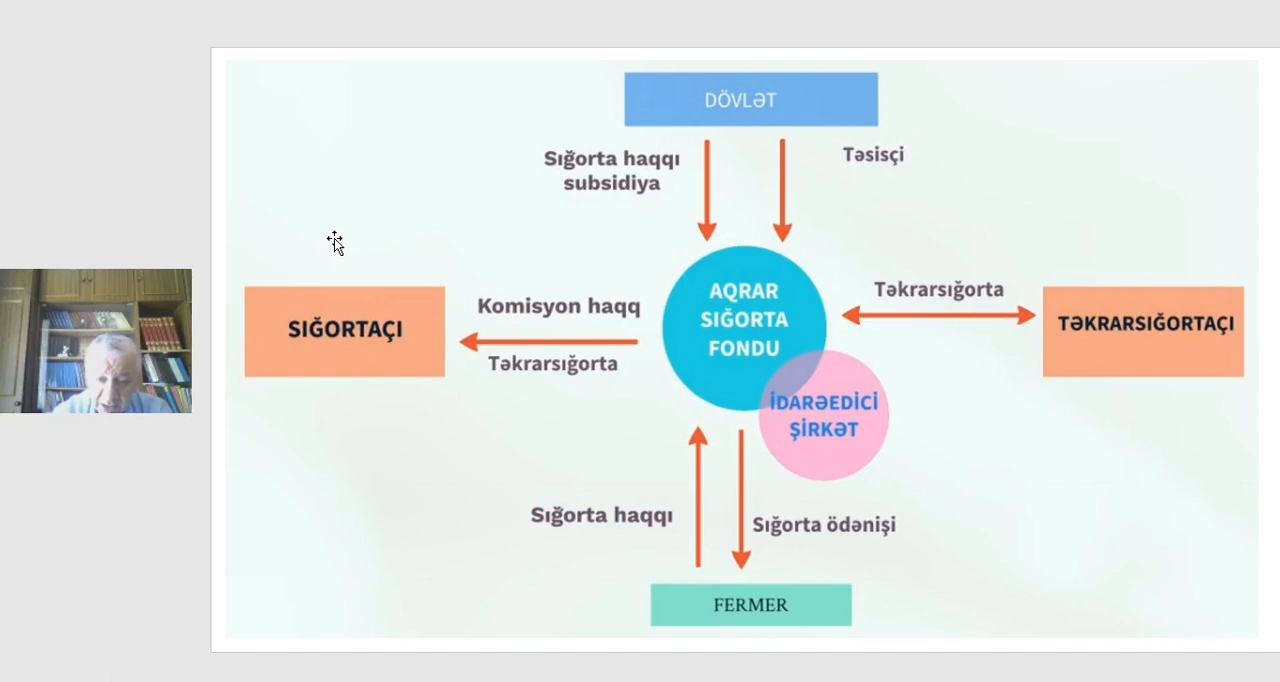 DÖVLƏT
Sığorta haqqı
subsidiya
Təsisçi
AQRAR
SIĞORTA
FONDU
Komisyon haqq
Təkrarsığorta
SIĞORTAÇI
Təkrarsığorta
TƏKRARSIĞORTAÇI
İDARƏEDİCİ
ŞİRKƏT
Sığorta haqqı
Sığorta ödənişi
FERMER